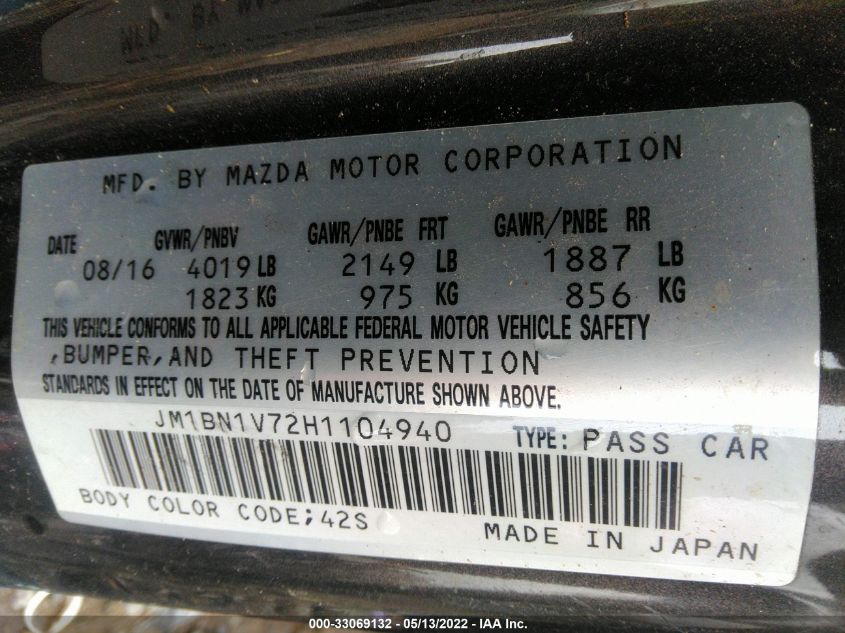 MFD. BY MAZDA MOTOR CORPORATION
DATE GVWR/PNBV GAWR/PNBE FRT GAWR/PNBE RR
08/16 4019 LB 2149 LB 1887 LB
1823 KG 975 KG 856 KG
THIS VEHICLE CONFORMS TO ALL APPLICABLE FEDERAL MOTOR VEHICLE SAFETY
,BUMPER,AND THEFT PREVENTION
STANDARDS IN EFFECT ON THE DATE OF MANUFACTURE SHOWN ABOVE.
JM1BN1V72H1104940 TYPE: PASS CAR
BODY COLOR CODE;42S
MADE IN JAPAN
000-33069132 - 05/13/2022 - IAA Inc.